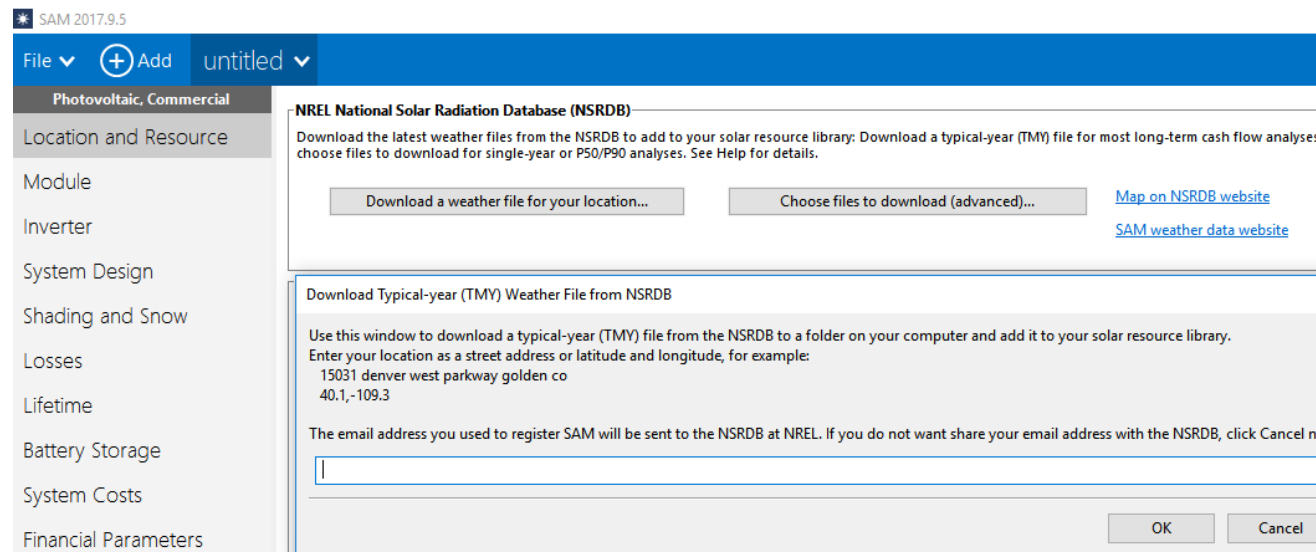 SAM 2017.9.5
File Add untitled
Photovoltaic, Commercial
Location and Resource
Module
Inverter
System Design
Shading and Snow
Losses
Lifetime
Battery Storage
System Costs
Financial Parameters
NREL National Solar Radiation Database (NSRDB)
Download the latest weather files from the NSRDB to add to your solar resource library: Download a typical-year (TMY) file for most long-term cash flow analyses
choose files to download for single-year or P50/P90 analyses. See Help for details.
Download a weather file for your location...
Choose files to download (advanced)...
Map on NSRDB website
SAM weather data website
Download Typical-year (TMY) Weather File from NSRDB
Use this window to download a typical-year (TMY) file from the NSRDB to a folder on your computer and add it to your solar resource library.
Enter your location as a street address or latitude and longitude, for example:
15031 denver west parkway golden co
40.1,-109.3
The email address you used to register SAM will be sent to the NSRDB at NREL. If you do not want share your email address with the NSRDB, click Cancel n
OK
Cancel